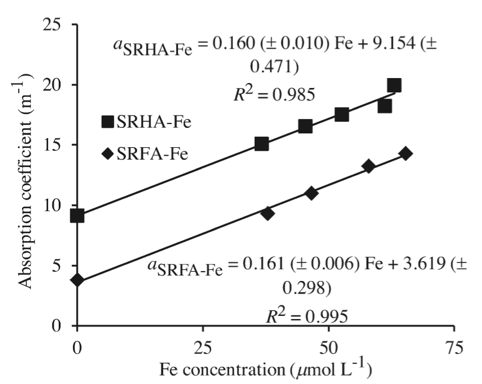 25
a_SRHA-Fe = 0.160 (± 0.010) Fe + 9.154 (±
0.471)
R² = 0.985
20
■ SRHA-Fe
◆ SRFA-Fe
15
10
5
a_SRFA-Fe = 0.161 (± 0.006) Fe + 3.619 (±
0.298)
R² = 0.995
0
0 25 50 75
Absorption coefficient (m⁻¹)
Fe concentration (μmol L⁻¹)